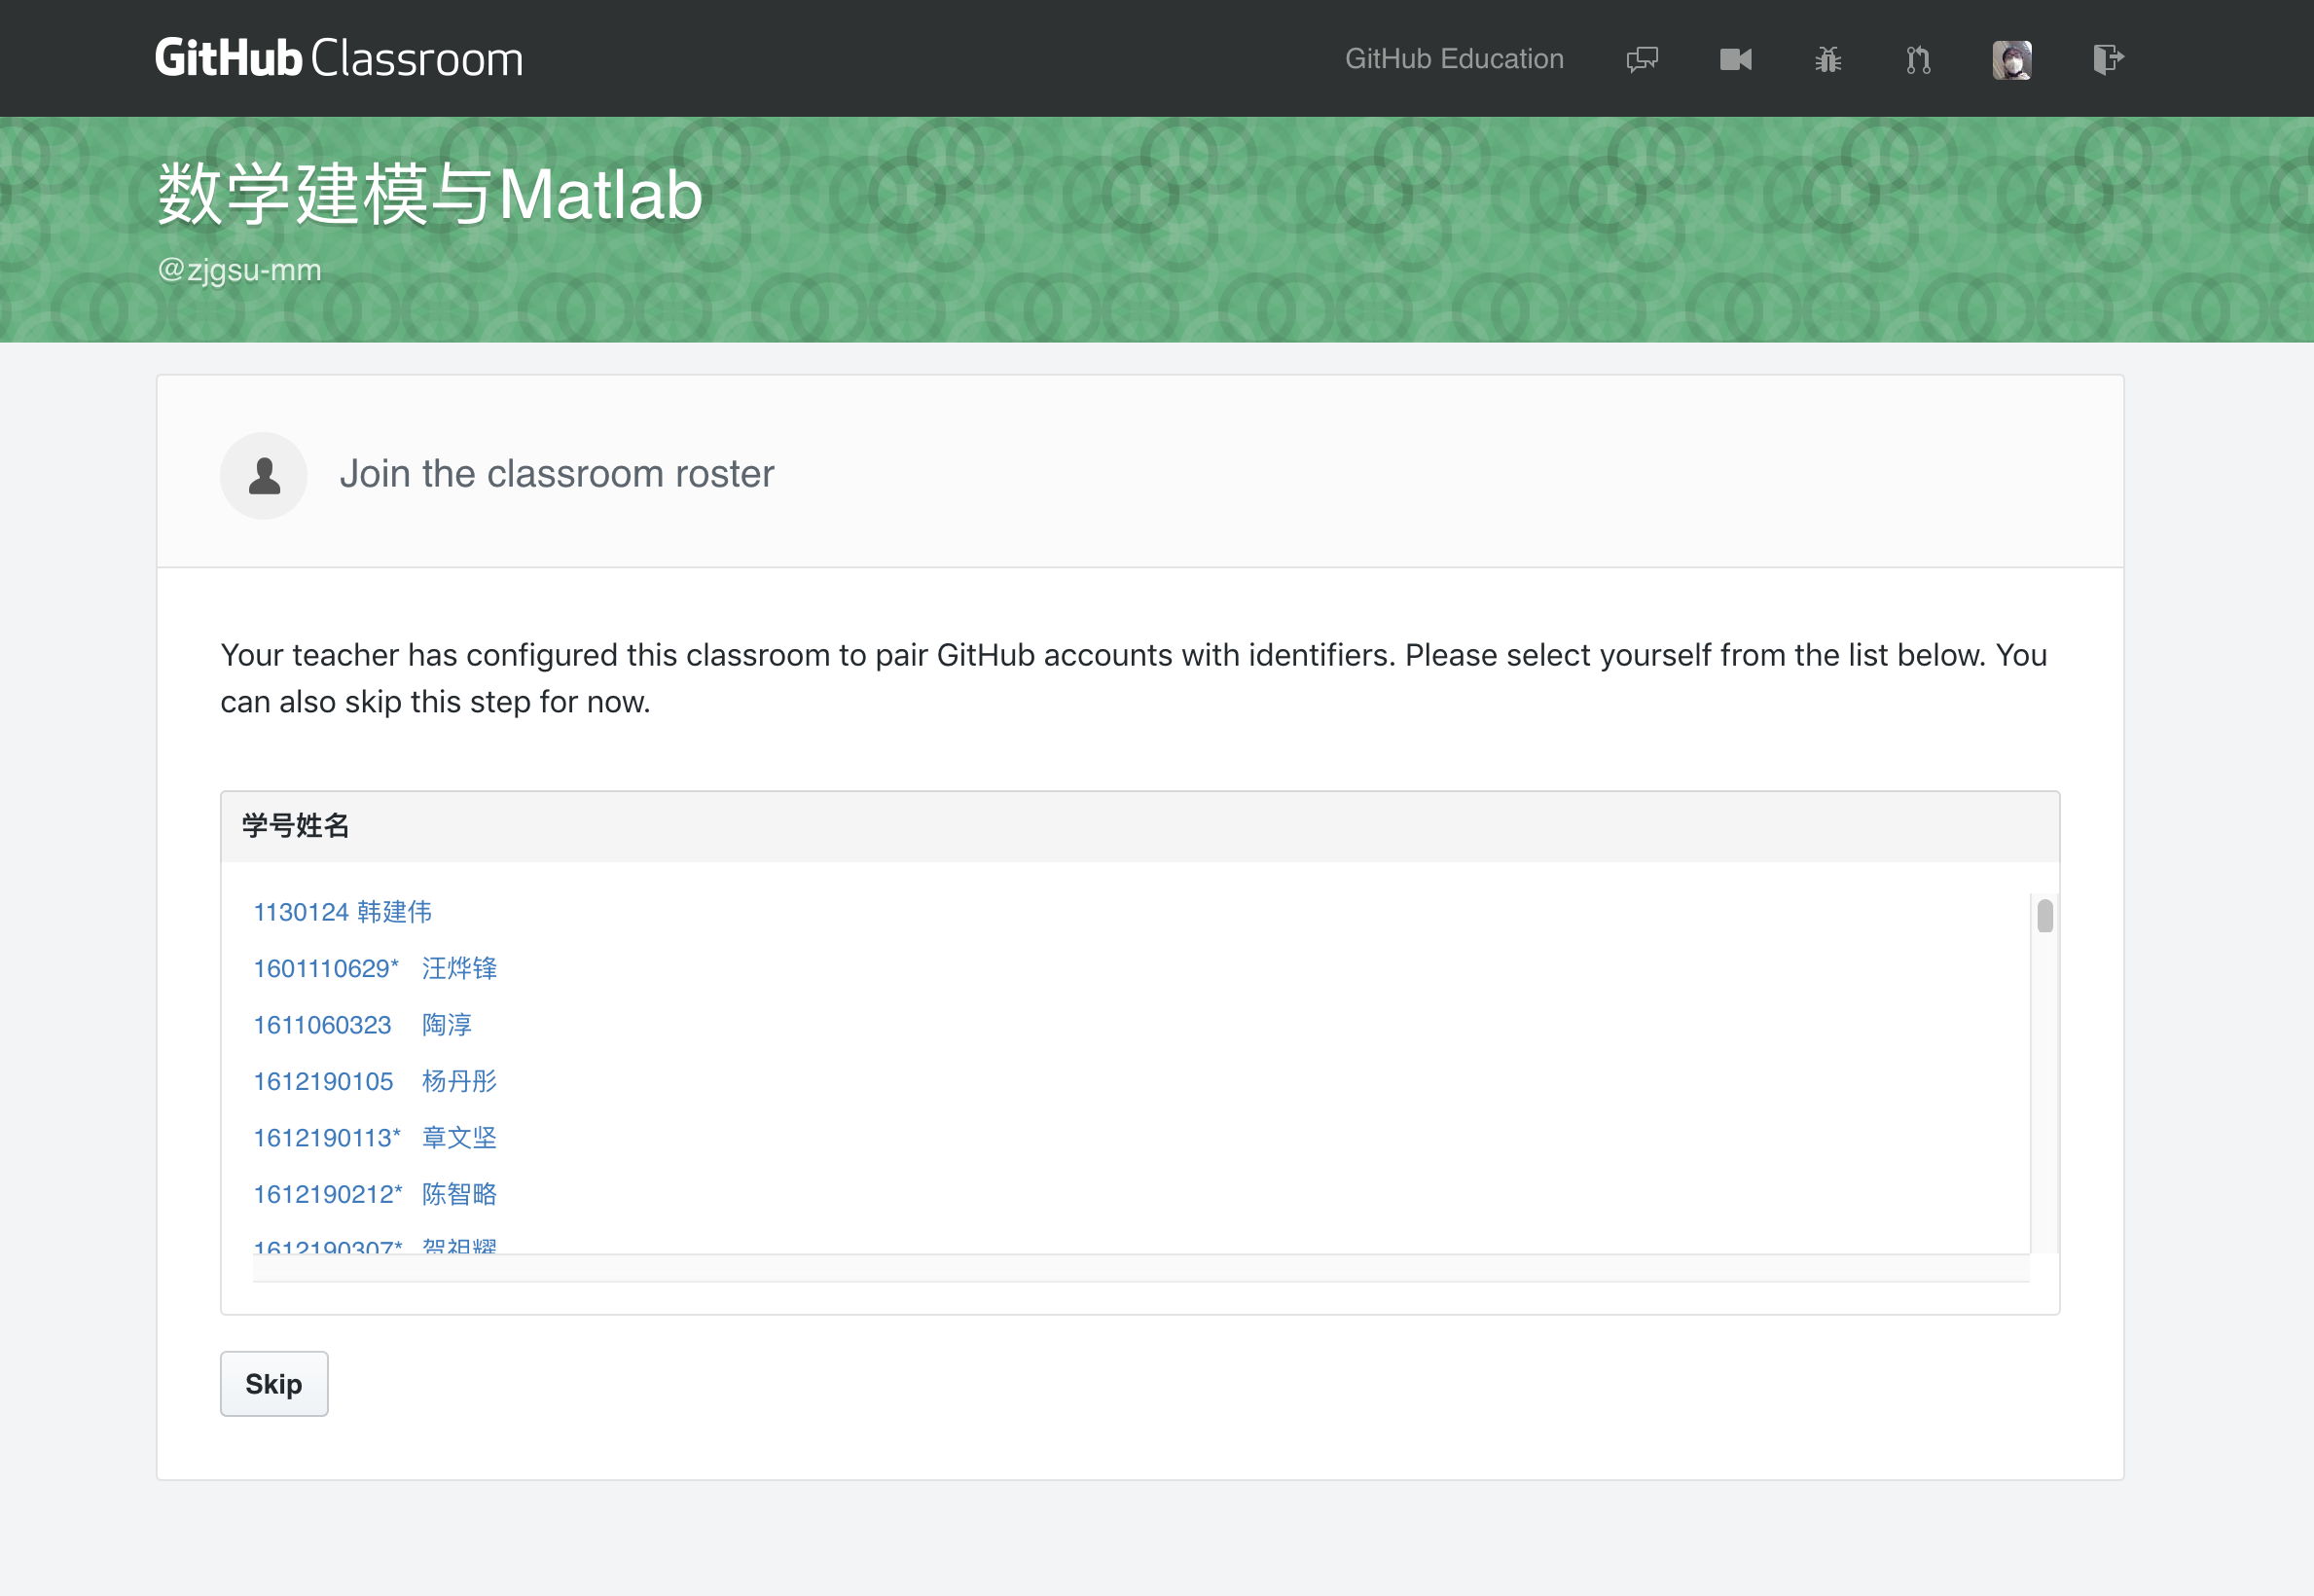 GitHub Classroom
GitHub Education
数学建模与Matlab
@zjgsu-mm
Join the classroom roster
Your teacher has configured this classroom to pair GitHub accounts with identifiers. Please select yourself from the list below. You
can also skip this step for now.
学号姓名
1130124 韩建伟
1601110629* 汪烨锋
1611060323 陶淳
1612190105 杨丹彤
1612190113* 章文坚
1612190212* 陈智略
1612190307* 贺祖耀
Skip